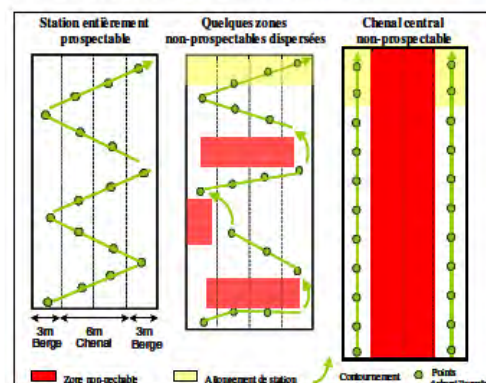 Station entièrement
prospectable
Quelques zones
non-prospectables dispersées
Chenal central
non-prospectable
3m
Berge
6m
Chenal
3m
Berge
Zone non-pechable
Allongement de station
Contournement
Points